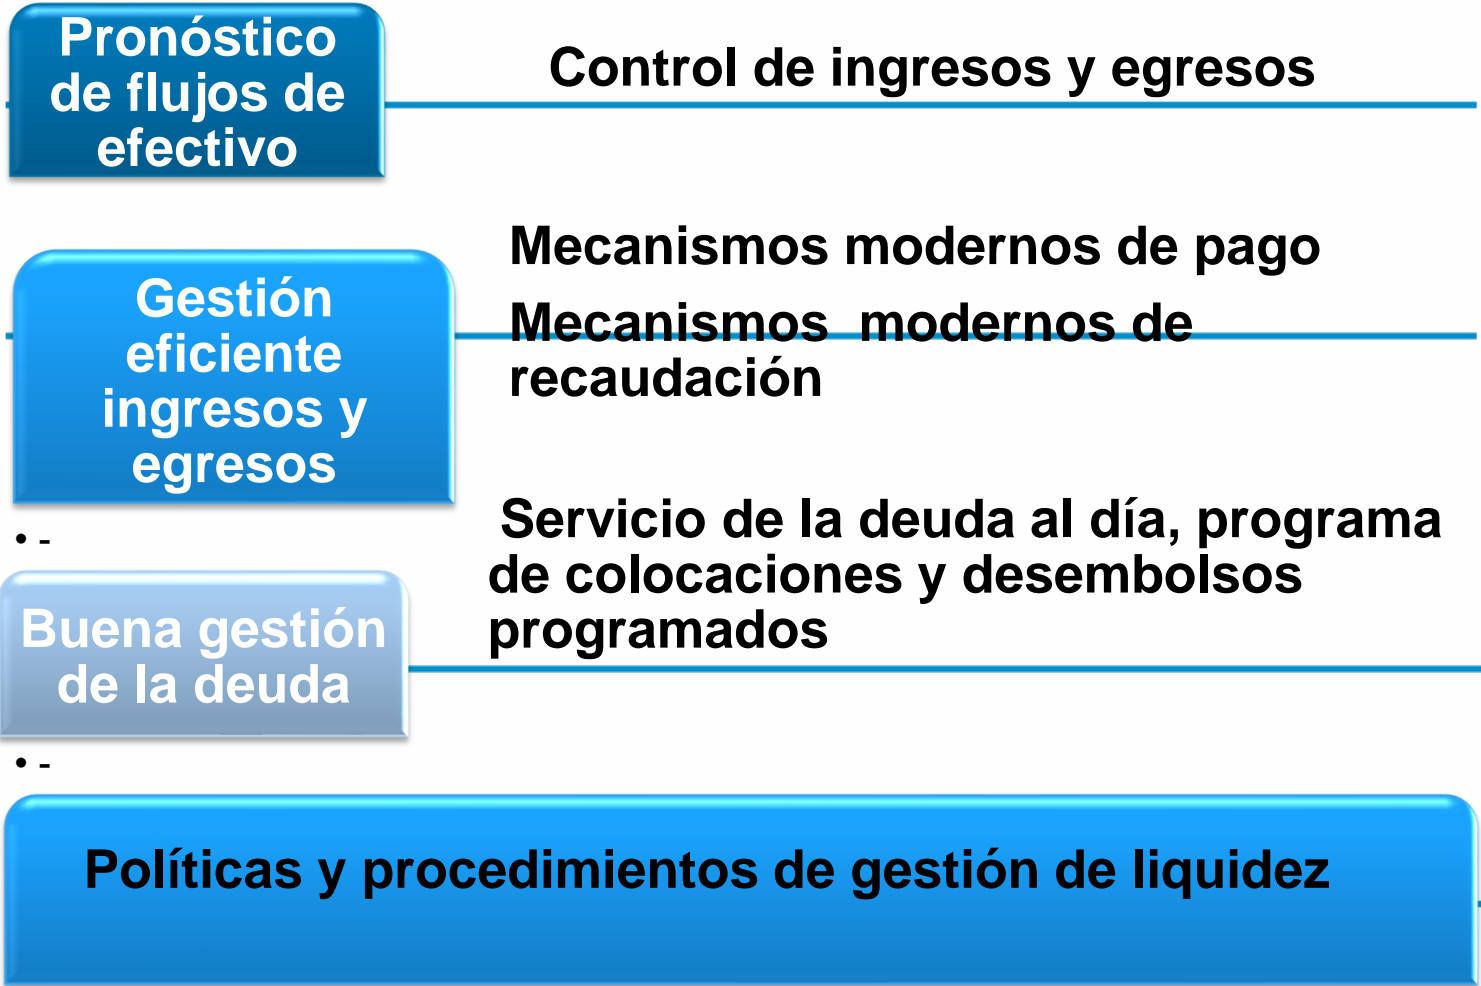 Pronóstico
de flujos de
efectivo
Control de ingresos y egresos
Gestión
eficiente
ingresos y
egresos
Mecanismos modernos de pago
Mecanismos  modernos de
recaudación
• -
Buena gestión
de la deuda
Servicio de la deuda al día, programa
de colocaciones y desembolsos
programados
• -
Políticas y procedimientos de gestión de liquidez